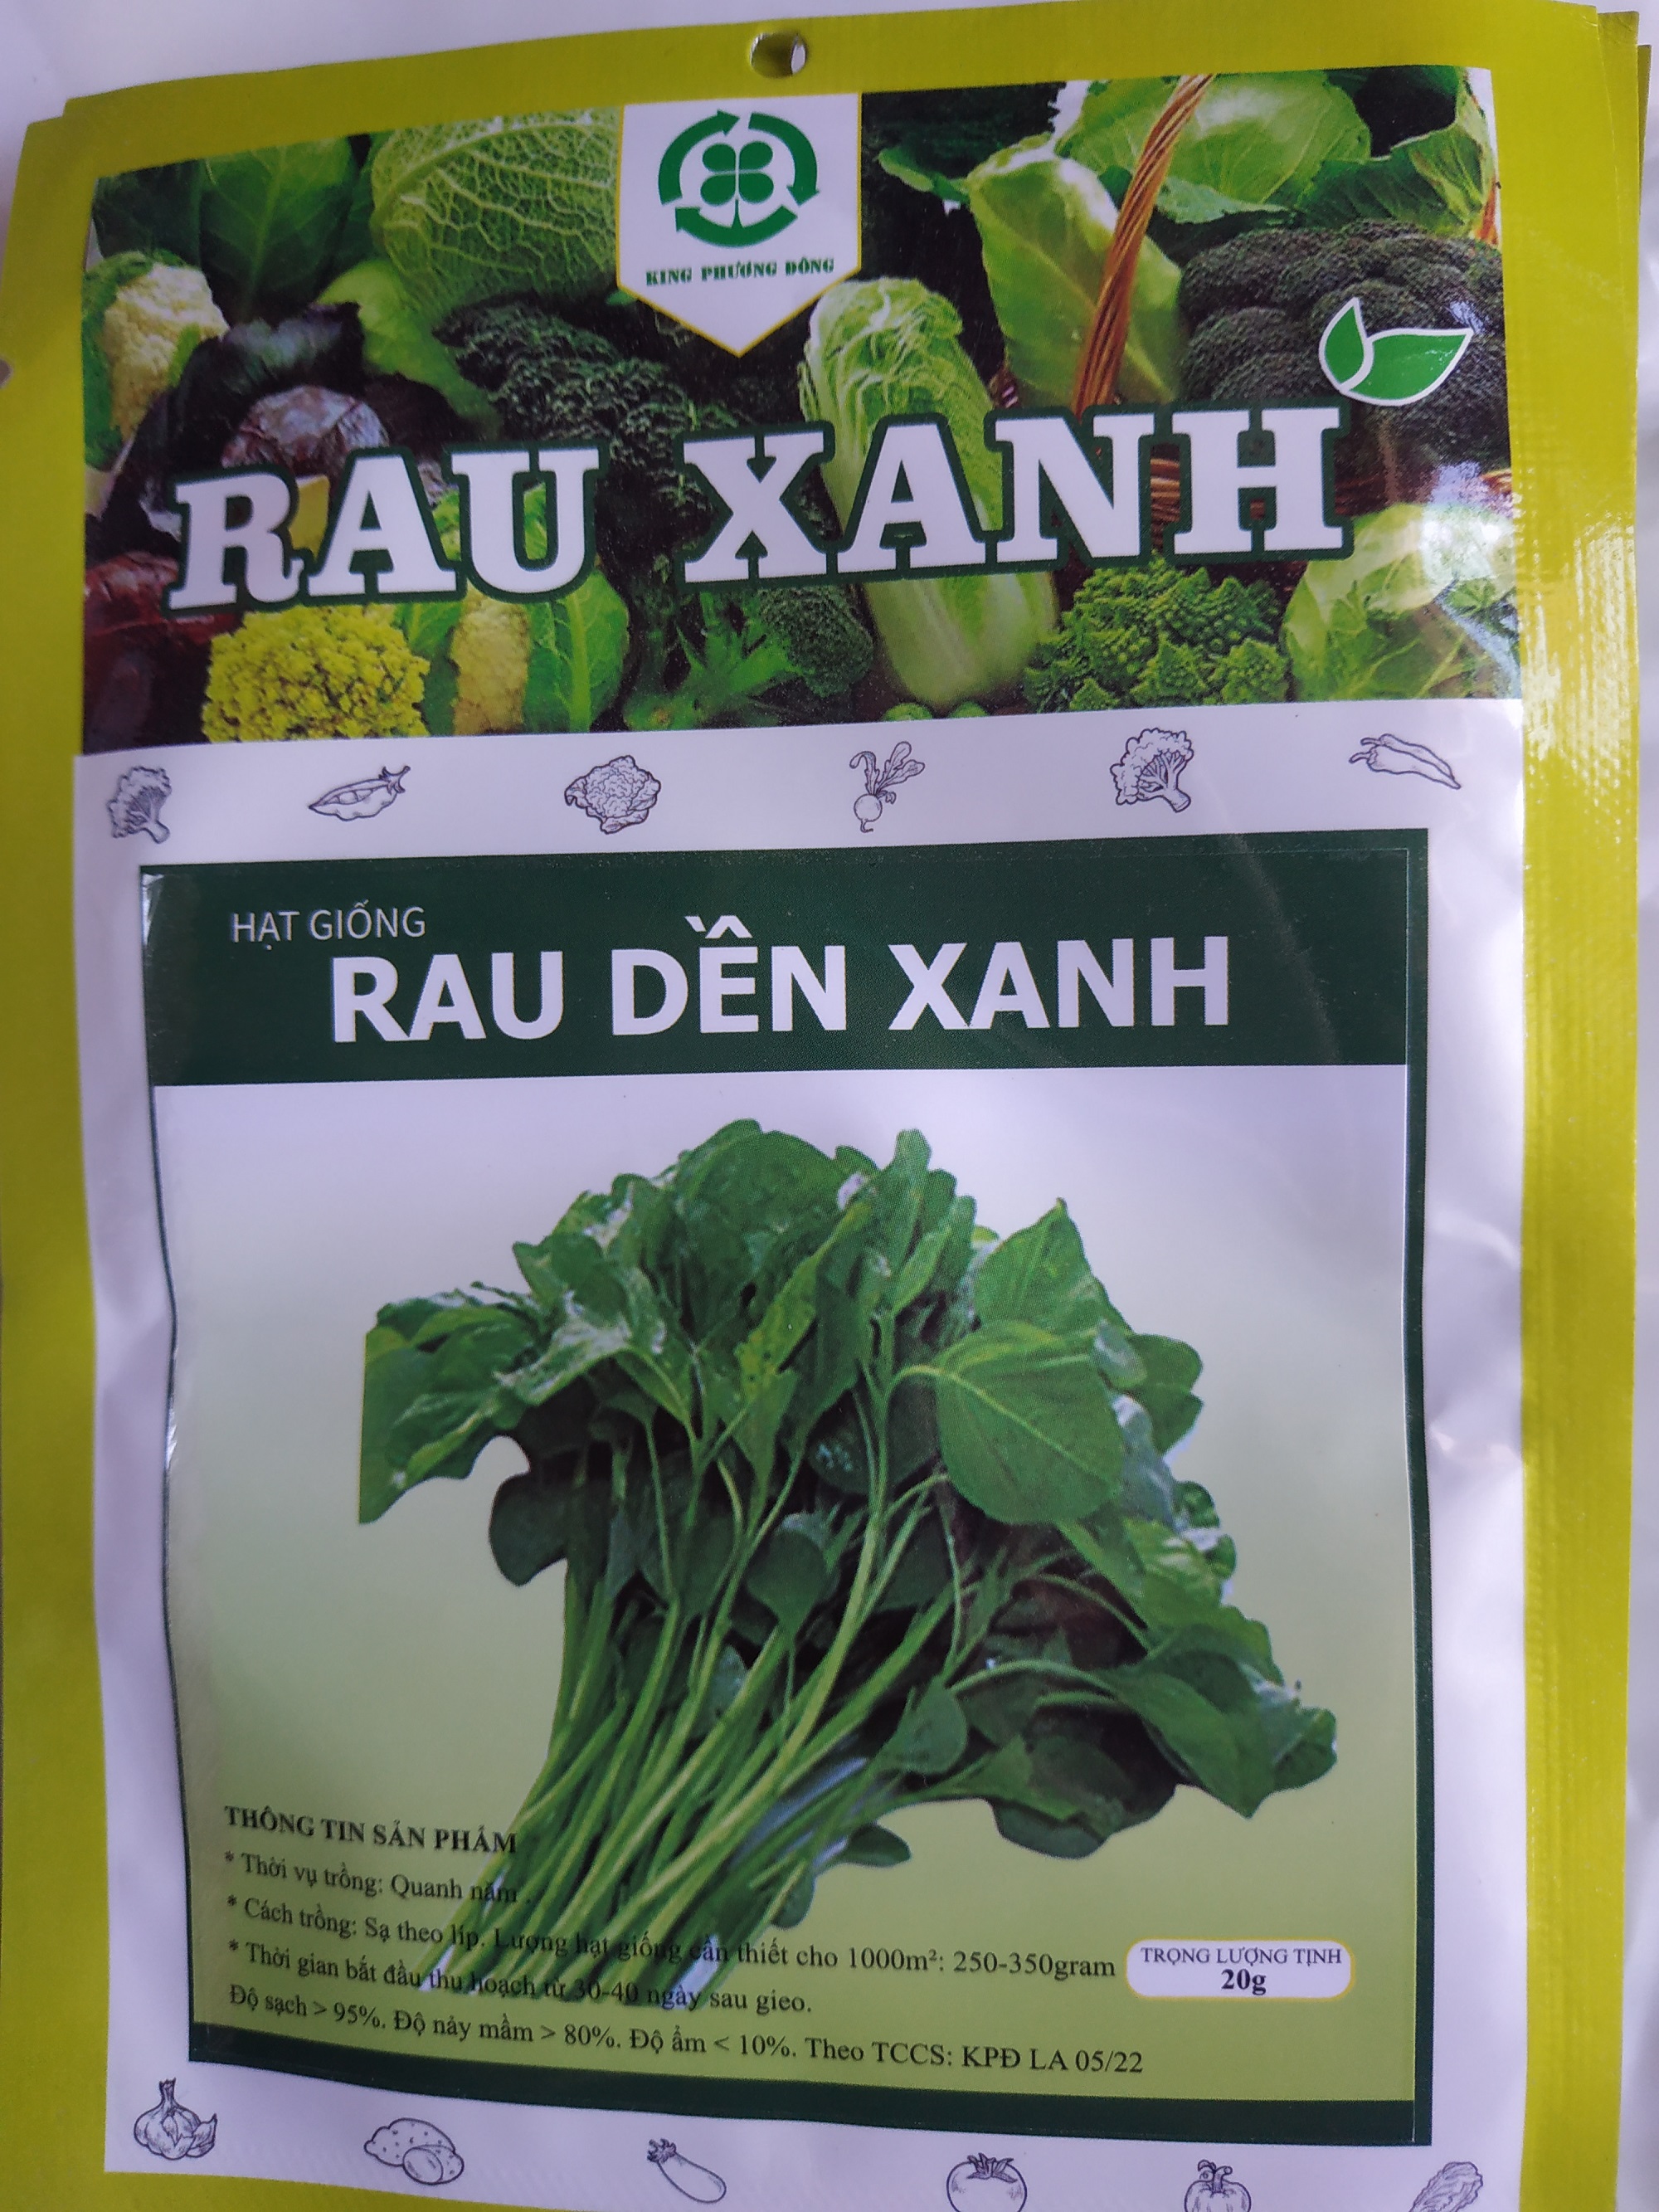 KING PHƯƠNG ĐÔNG
RAU XANH
HẠT GIỐNG
RAU DỀN XANH
THÔNG TIN SẢN PHẨM
* Thời vụ trồng: Quanh năm .
* Cách trồng: Sạ theo líp. Lượng hạt giống cần thiết cho 1000m²: 250-350gram
* Thời gian bắt đầu thu hoạch từ 30-40 ngày sau gieo.
Độ sạch > 95%. Độ nảy mầm > 80%. Độ ẩm < 10%. Theo TCCS: KPĐ LA 05/22
TRỌNG LƯỢNG TỊNH
20g